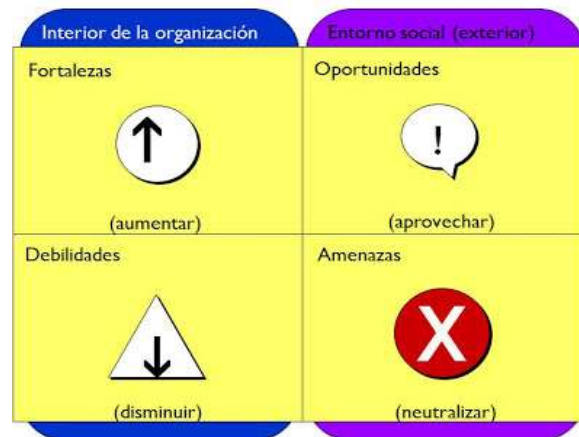 Interior de la organización
Entorno social (exterior)
Fortalezas
Oportunidades
!
(aumentar)
(aprovechar)
Debilidades
Amenazas
X
(disminuir)
(neutralizar)